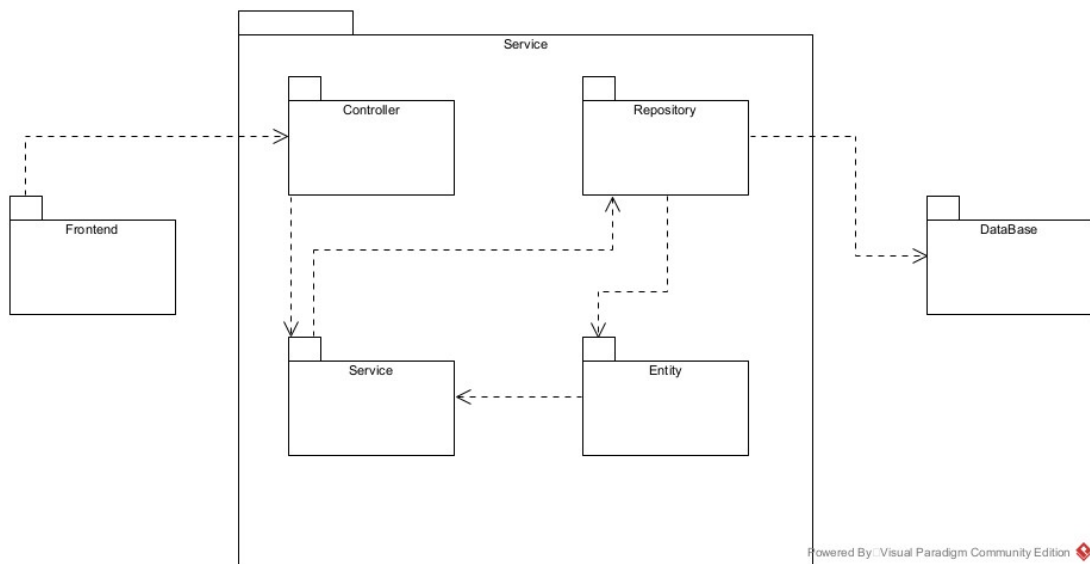 Service
Controller
Repository
Frontend
DataBase
Service
Entity
Powered By Visual Paradigm Community Edition